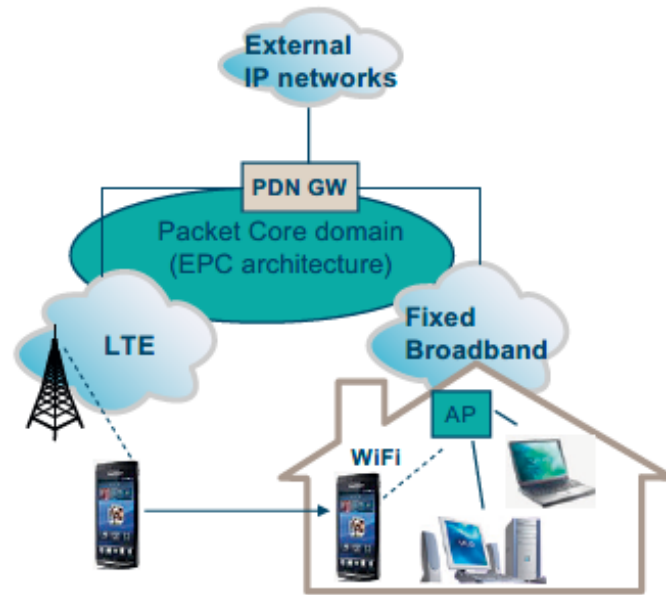 External
IP networks
PDN GW
Packet Core domain
(EPC architecture)
LTE
Fixed
Broadband
AP
WiFi